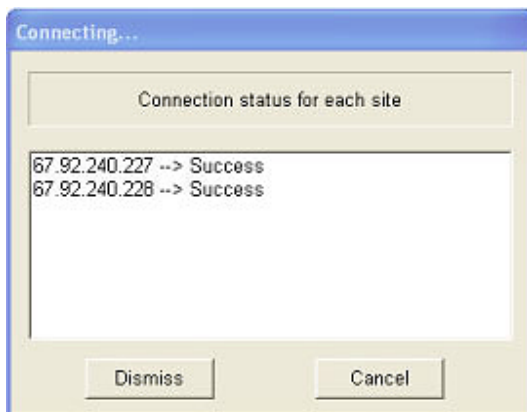 Connecting...
Connection status for each site
67.92.240.227 --> Success
67.92.240.228 --> Success
Dismiss
Cancel